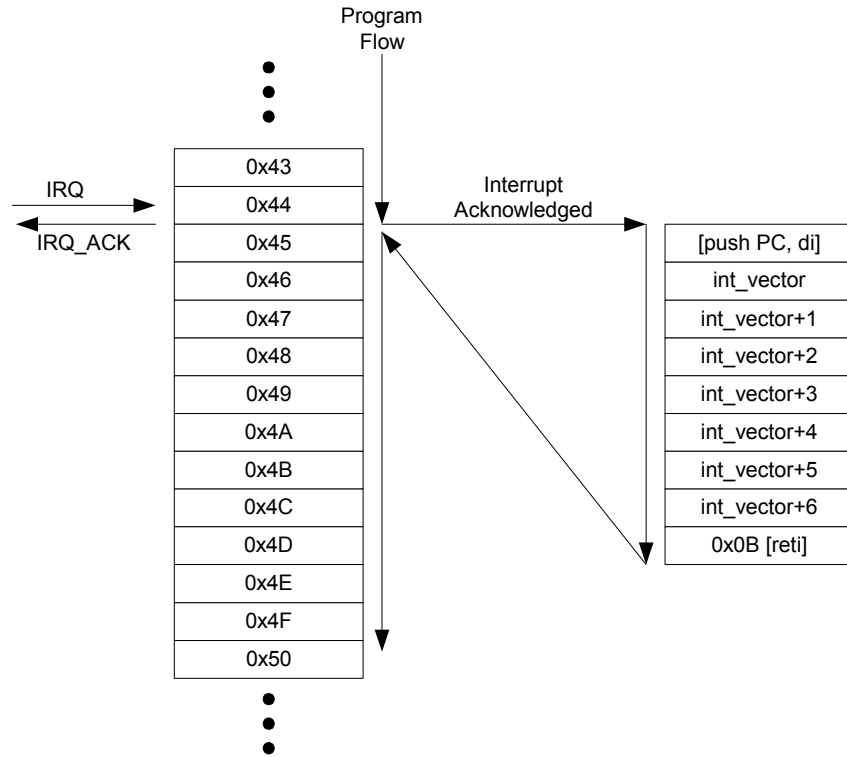 Program
Flow
IRQ
IRQ_ACK
0x43
0x44
0x45
0x46
0x47
0x48
0x49
0x4A
0x4B
0x4C
0x4D
0x4E
0x4F
0x50
Interrupt
Acknowledged
[push PC, di]
int_vector
int_vector+1
int_vector+2
int_vector+3
int_vector+4
int_vector+5
int_vector+6
0x0B [reti]